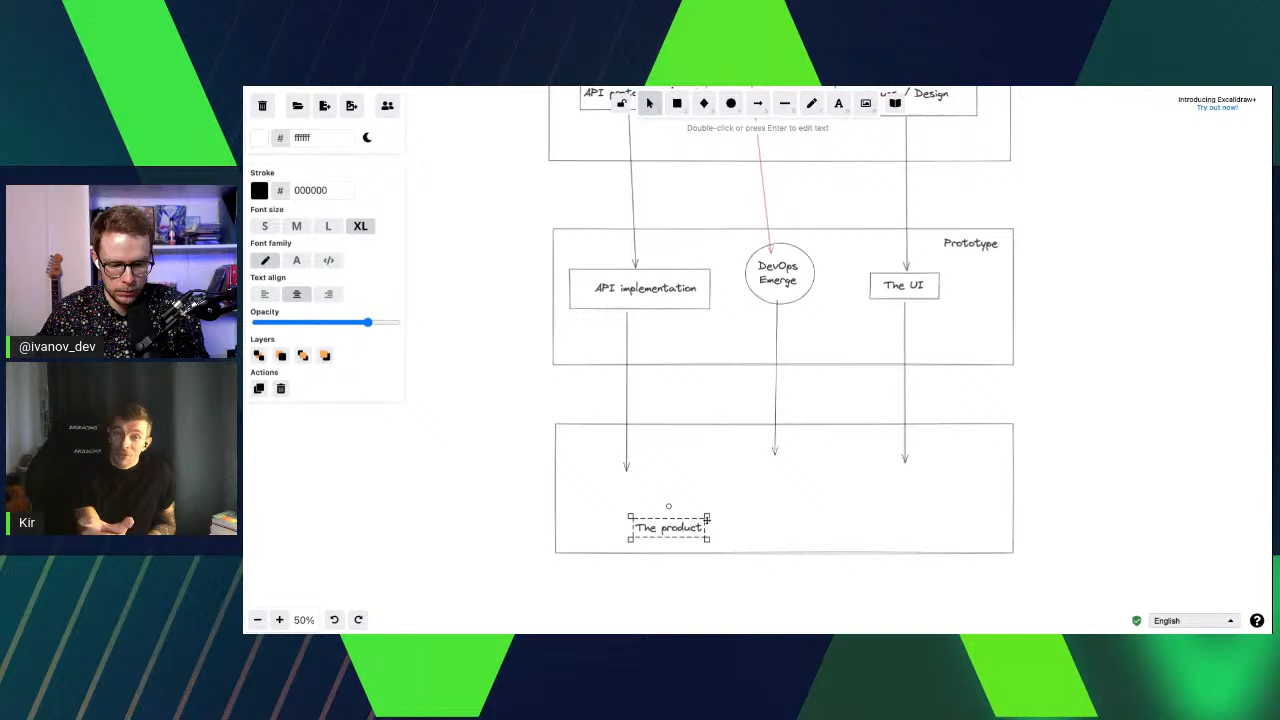 Introducing Excalidraw+
Try out now!
Double-click or press Enter to edit text
# ffffff
Stroke
# 000000
Font size
S M L XL
Font family
A
Text align
Opacity
Layers
Actions
/ Design
Prototype
API implementation
DevOps
Emerge
The UI
The product
50%
English
@ivanov_dev
Kir